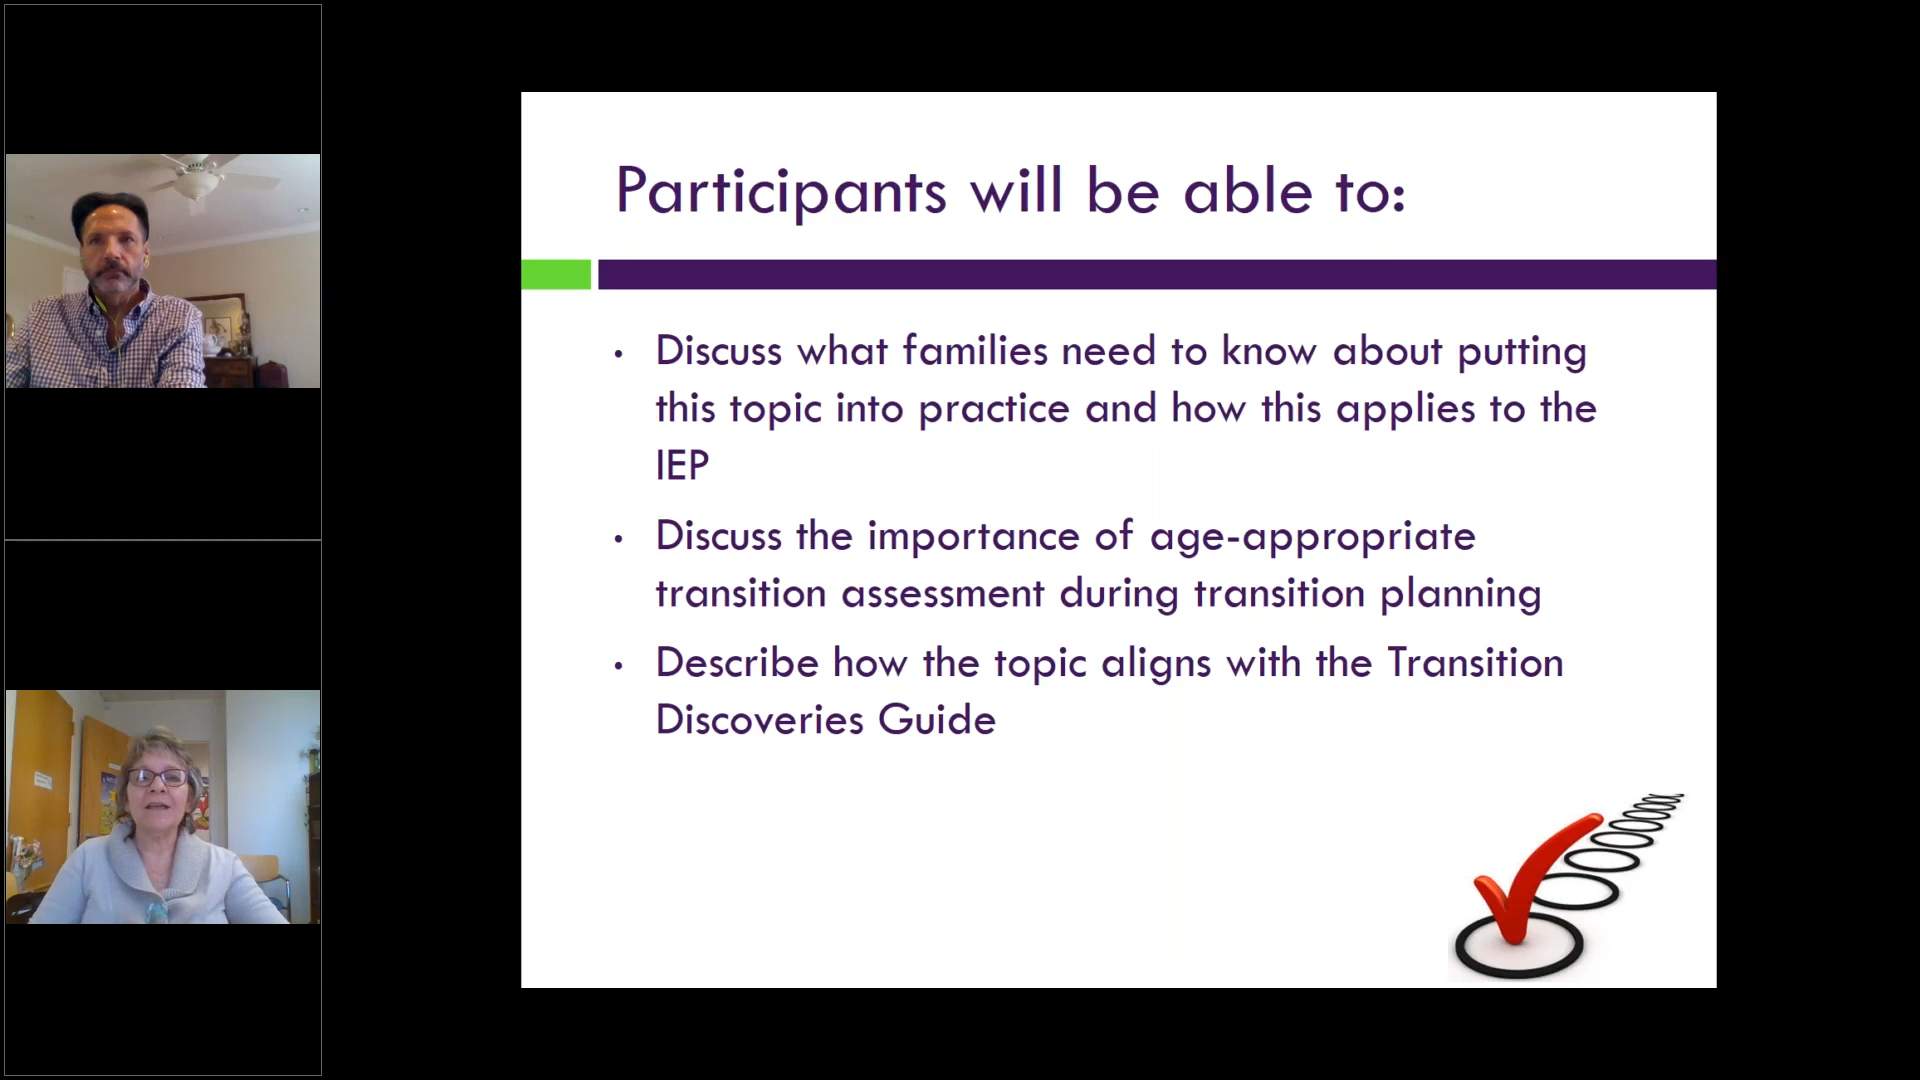 Participants will be able to:
• Discuss what families need to know about putting
this topic into practice and how this applies to the
IEP
• Discuss the importance of age-appropriate
transition assessment during transition planning
• Describe how the topic aligns with the Transition
Discoveries Guide